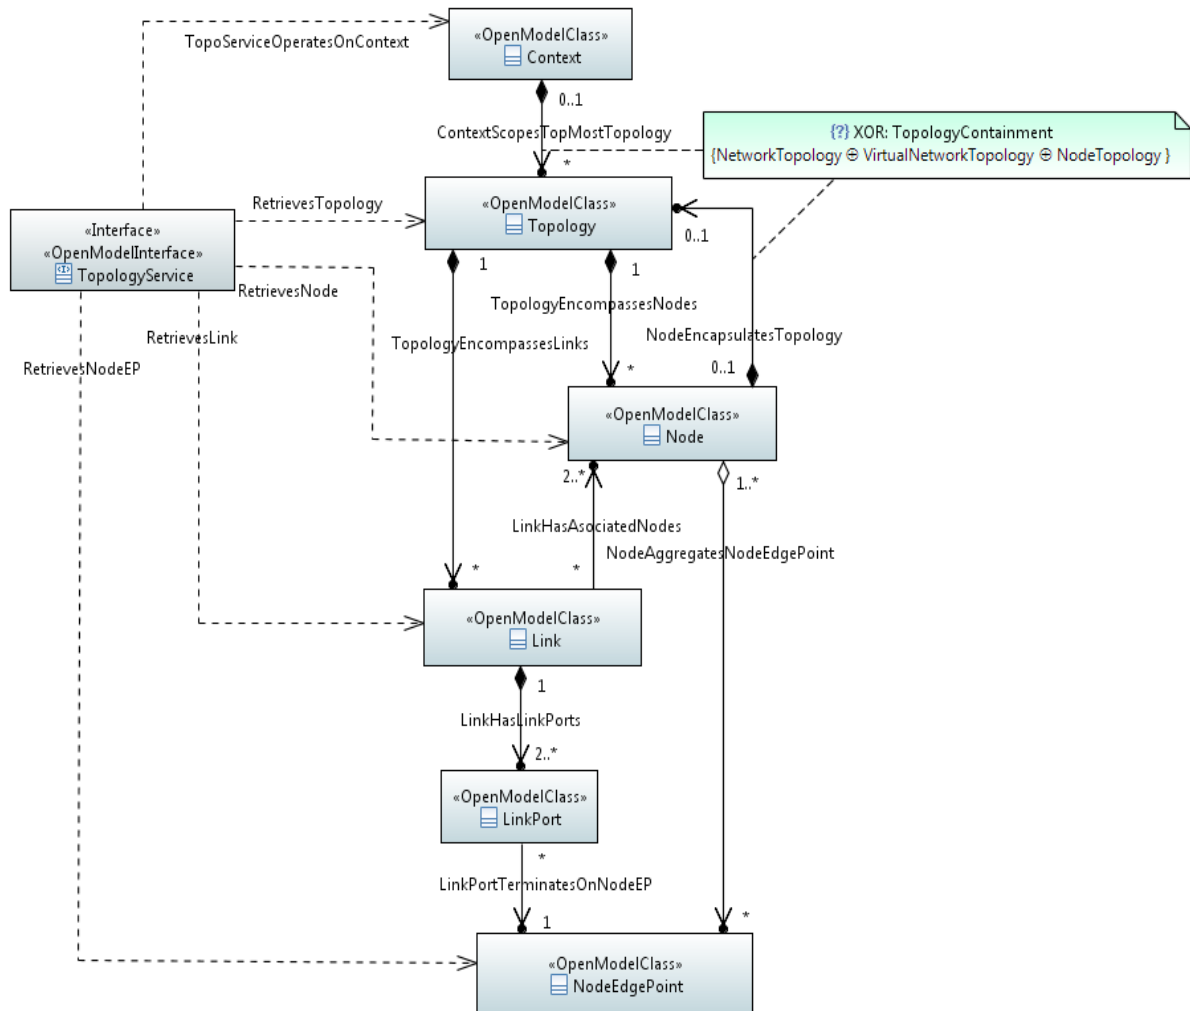 «OpenModelClass»
Context
TopoServiceOperatesOnContext
0..1
ContextScopesTopMostTopology
*
{?} XOR: TopologyContainment
{NetworkTopology ⊕ VirtualNetworkTopology ⊕ NodeTopology }
RetrievesTopology
«OpenModelClass»
Topology
0..1
«Interface»
«OpenModelInterface»
TopologyService
1
1
RetrievesNode
TopologyEncompassesNodes
RetrievesLink
NodeEncapsulatesTopology
TopologyEncompassesLinks
RetrievesNodeEP
*
0..1
«OpenModelClass»
Node
2..*
1..*
LinkHasAsociatedNodes
NodeAggregatesNodeEdgePoint
*
*
«OpenModelClass»
Link
1
LinkHasLinkPorts
2..*
«OpenModelClass»
LinkPort
*
LinkPortTerminatesOnNodeEP
1
*
«OpenModelClass»
NodeEdgePoint